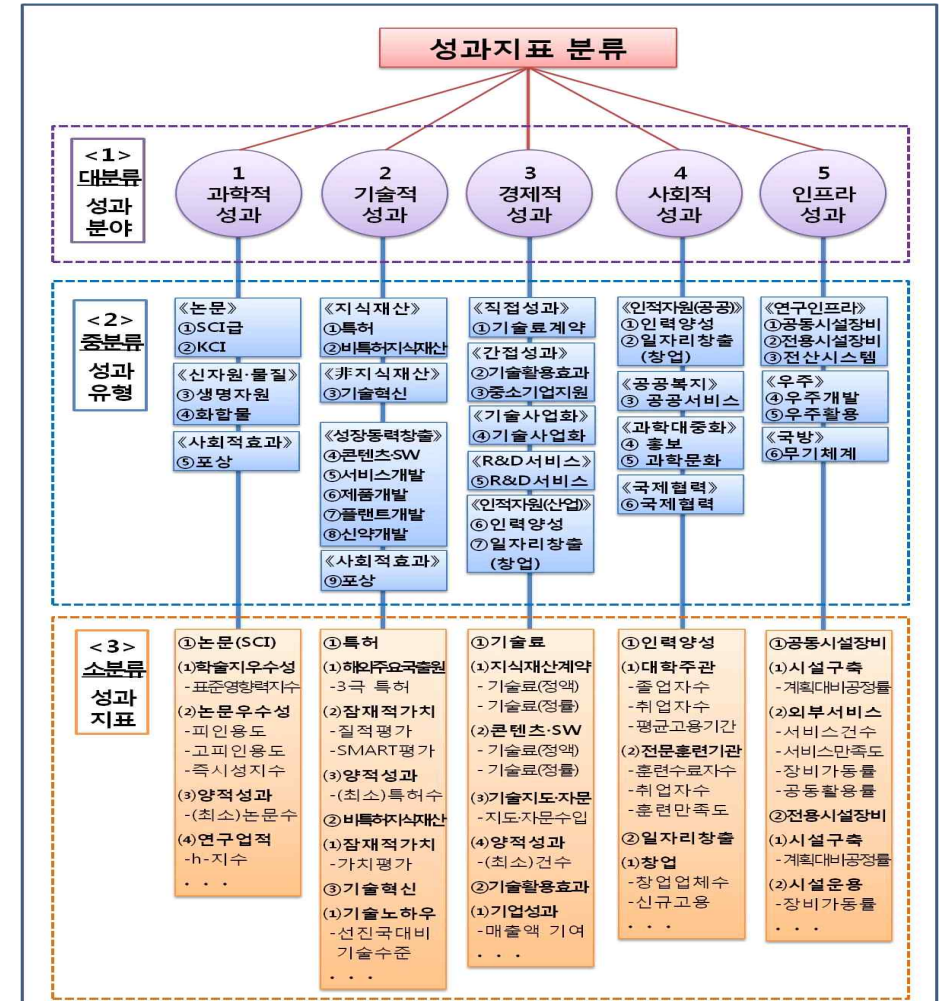 성과지표 분류
<1>
대분류
성과
분야
1
과학적
성과
2
기술적
성과
3
경제적
성과
4
사회적
성과
5
인프라
성과
<2>
중분류
성과
유형
《논문》
①SCI급
②KCI
《신자원·물질》
③생명자원
④화합물
《사회적효과》
⑤포상
《지식재산》
①특허
②비특허지식재산
《非지식재산》
③기술혁신
《성장동력창출》
④콘텐츠·SW
⑤서비스개발
⑥제품개발
⑦플랜트개발
⑧신약개발
《사회적효과》
⑨포상
《직접성과》
①기술료계약
《간접성과》
②기술활용효과
③중소기업지원
《기술사업화》
④기술사업화
《R&D서비스》
⑤R&D서비스
《인적자원(산업)》
⑥인력양성
⑦일자리창출
(창업)
《인적자원(공공)》
①인력양성
②일자리창출
(창업)
《공공복지》
③ 공공서비스
《과학대중화》
④ 홍보
⑤ 과학문화
《국제협력》
⑥국제협력
《연구인프라》
①공동시설장비
②전용시설장비
③전산시스템
《우주》
④우주개발
⑤우주활용
《국방》
⑥무기체계
<3>
소분류
성과
지표
①논문(SCI)
(1)학술지우수성
-표준영향력지수
(2)논문우수성
-피인용도
-고피인용도
-즉시성지수
(3)양적성과
-(최소)논문수
(4)연구업적
-h-지수
. . .
①특허
(1)해외주요국출원
-3극 특허
(2)잠재적가치
-질적평가
-SMART평가
(3)양적성과
-(최소)특허수
②비특허지식재산
(1)잠재적가치
-가치평가
③기술혁신
(1)기술노하우
-선진국대비
기술수준
. . .
①기술료
(1)지식재산계약
-기술료(정액)
-기술료(정률)
(2)콘텐츠·SW
-기술료(정액)
-기술료(정률)
(3)기술지도·자문
-지도·자문수입
(4)양적성과
-(최소)건수
②기술활용효과
(1)기업성과
-매출액 기여
. . .
①인력양성
(1)대학주관
-졸업자수
-취업자수
-평균고용기간
(2)전문훈련기관
-훈련수료자수
-취업자수
-훈련만족도
②일자리창출
(1)창업
-창업업체수
-신규고용
. . .
①공동시설장비
(1)시설구축
-계획대비공정률
(2)외부서비스
-서비스건수
-서비스만족도
-장비가동률
-공동활용률
②전용시설장비
(1)시설구축
-계획대비공정률
(2)시설운용
-장비가동률
. . .